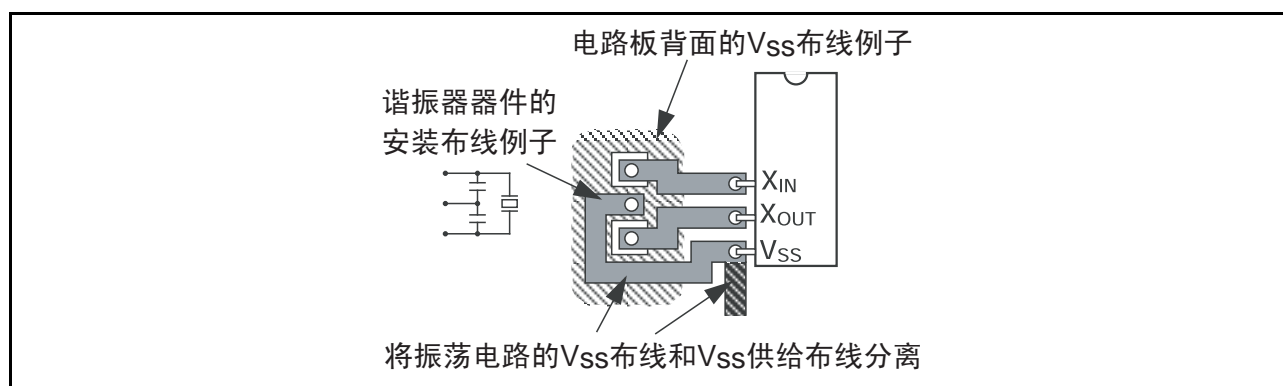 电路板背面的Vss布线例子
谐振器器件的
安装布线例子
XIN
XOUT
VSS
将振荡电路的Vss布线和Vss供给布线分离